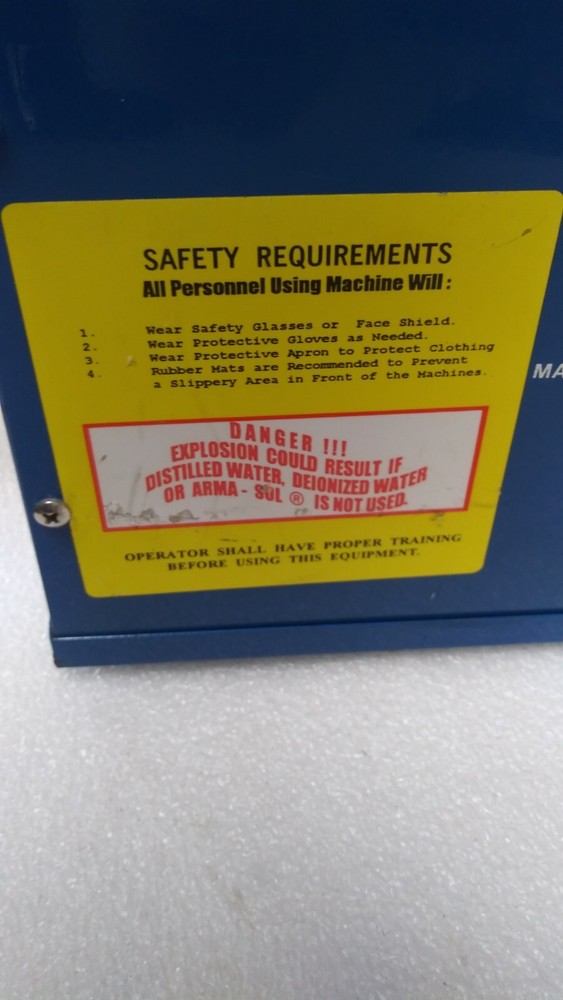 SAFETY REQUIREMENTS
All Personnel Using Machine Will :
1. Wear Safety Glasses or Face Shield.
2. Wear Protective Gloves as Needed.
3. Wear Protective Apron to Protect Clothing
4. Rubber Mats are Recommended to Prevent
a Slippery Area in Front of the Machines.
DANGER !!!
EXPLOSION COULD RESULT IF
DISTILLED WATER, DEIONIZED WATER
OR ARMA - SOL ® IS NOT USED.
OPERATOR SHALL HAVE PROPER TRAINING
BEFORE USING THIS EQUIPMENT.
MA